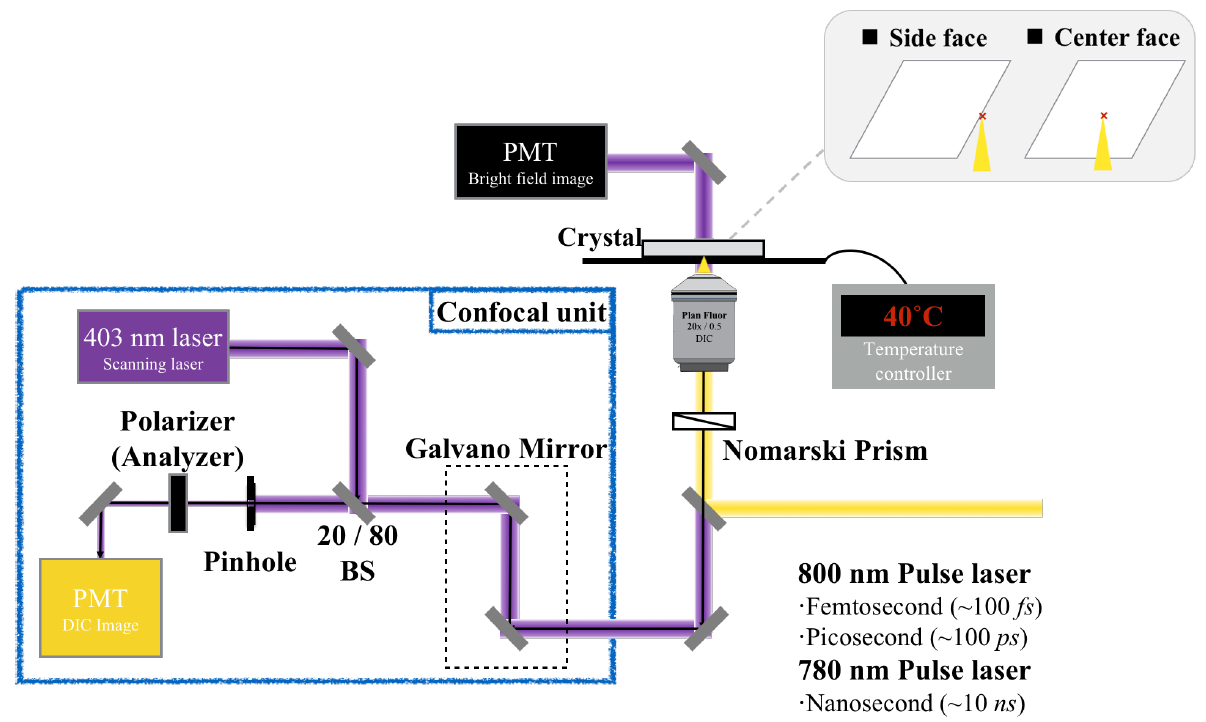 ■ Side face
■ Center face
PMT
Bright field image
Crystal
Confocal unit
403 nm laser
Scanning laser
Plan Fluor
20x / 0.5
DIC
40˚C
Temperature
controller
Polarizer
(Analyzer)
Galvano Mirror
Nomarski Prism
Pinhole
20 / 80
BS
PMT
DIC Image
800 nm Pulse laser
·Femtosecond (~100 fs)
·Picosecond (~100 ps)
780 nm Pulse laser
·Nanosecond (~10 ns)